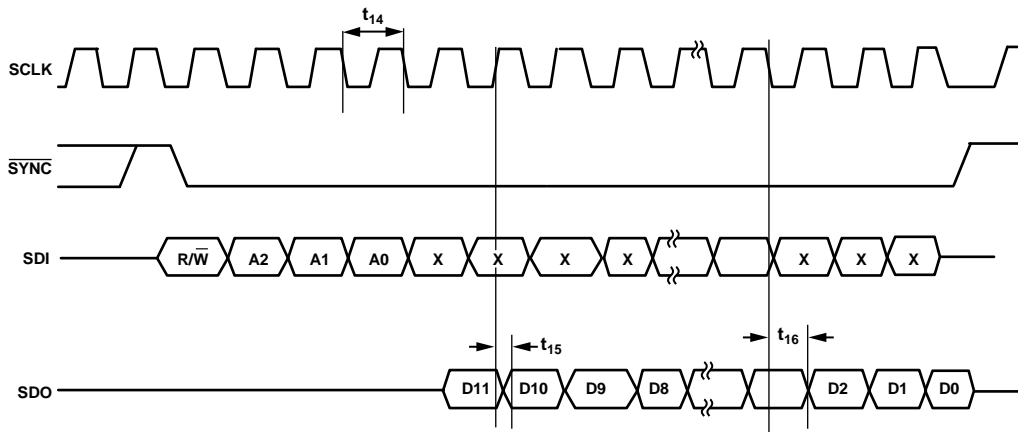 t14
SCLK
SYNC
SDI R/W A2 A1 A0 X X X X X X X
t15 t16
SDO D11 D10 D9 D8 D2 D1 D0